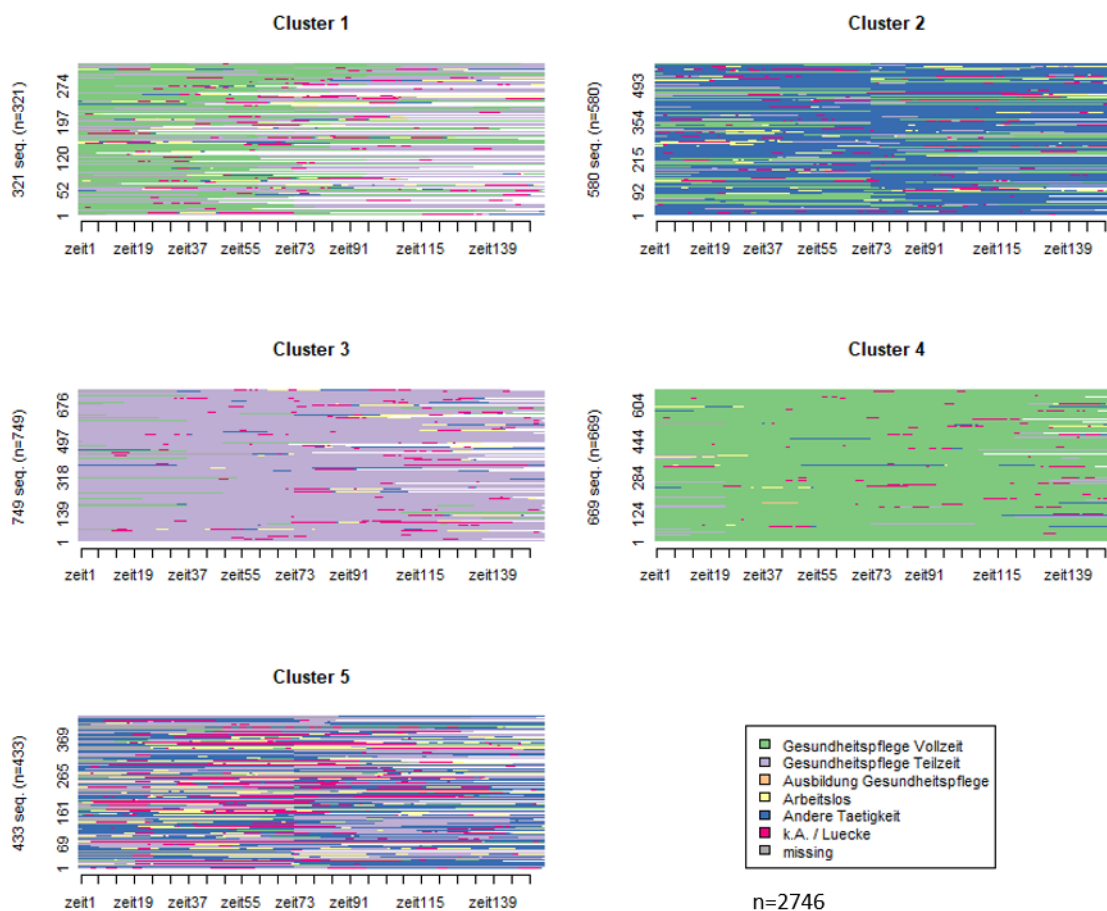 Cluster 1
321 seq. (n=321)
1 52 120 197 274
zeit1 zeit19 zeit37 zeit55 zeit73 zeit91 zeit115 zeit139
Cluster 2
580 seq. (n=580)
1 92 215 354 493
zeit1 zeit19 zeit37 zeit55 zeit73 zeit91 zeit115 zeit139
Cluster 3
749 seq. (n=749)
1 139 318 497 676
zeit1 zeit19 zeit37 zeit55 zeit73 zeit91 zeit115 zeit139
Cluster 4
669 seq. (n=669)
1 124 284 444 604
zeit1 zeit19 zeit37 zeit55 zeit73 zeit91 zeit115 zeit139
Cluster 5
433 seq. (n=433)
1 69 161 265 369
zeit1 zeit19 zeit37 zeit55 zeit73 zeit91 zeit115 zeit139
Gesundheitspflege Vollzeit
Gesundheitspflege Teilzeit
Ausbildung Gesundheitspflege
Arbeitslos
Andere Taetigkeit
k.A. / Luecke
missing
n=2746